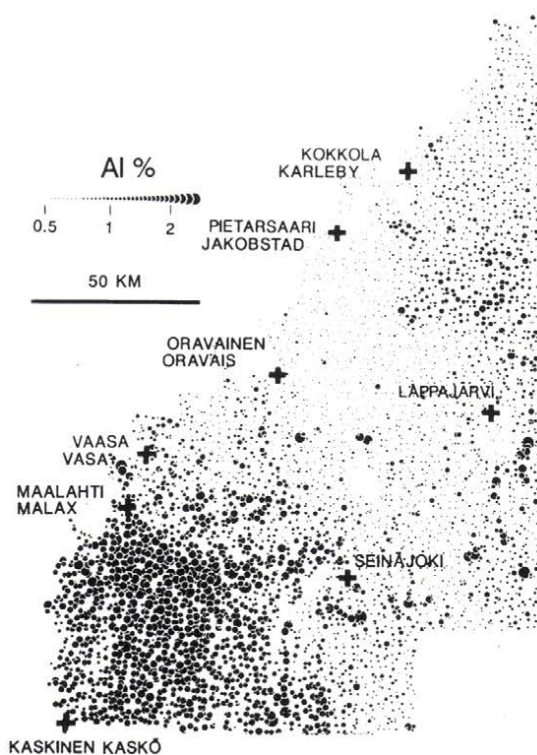 KOKKOLA
KARLEBY
Al %
0.5 1 2
PIETARSAARI
JAKOBSTAD
50 KM
ORAVAINEN
ORAVAIS
LAPPAJÄRVI
VAASA
VASA
MAALAHTI
MALAX
SEINÄJOKI
KASKINEN KASKÖ